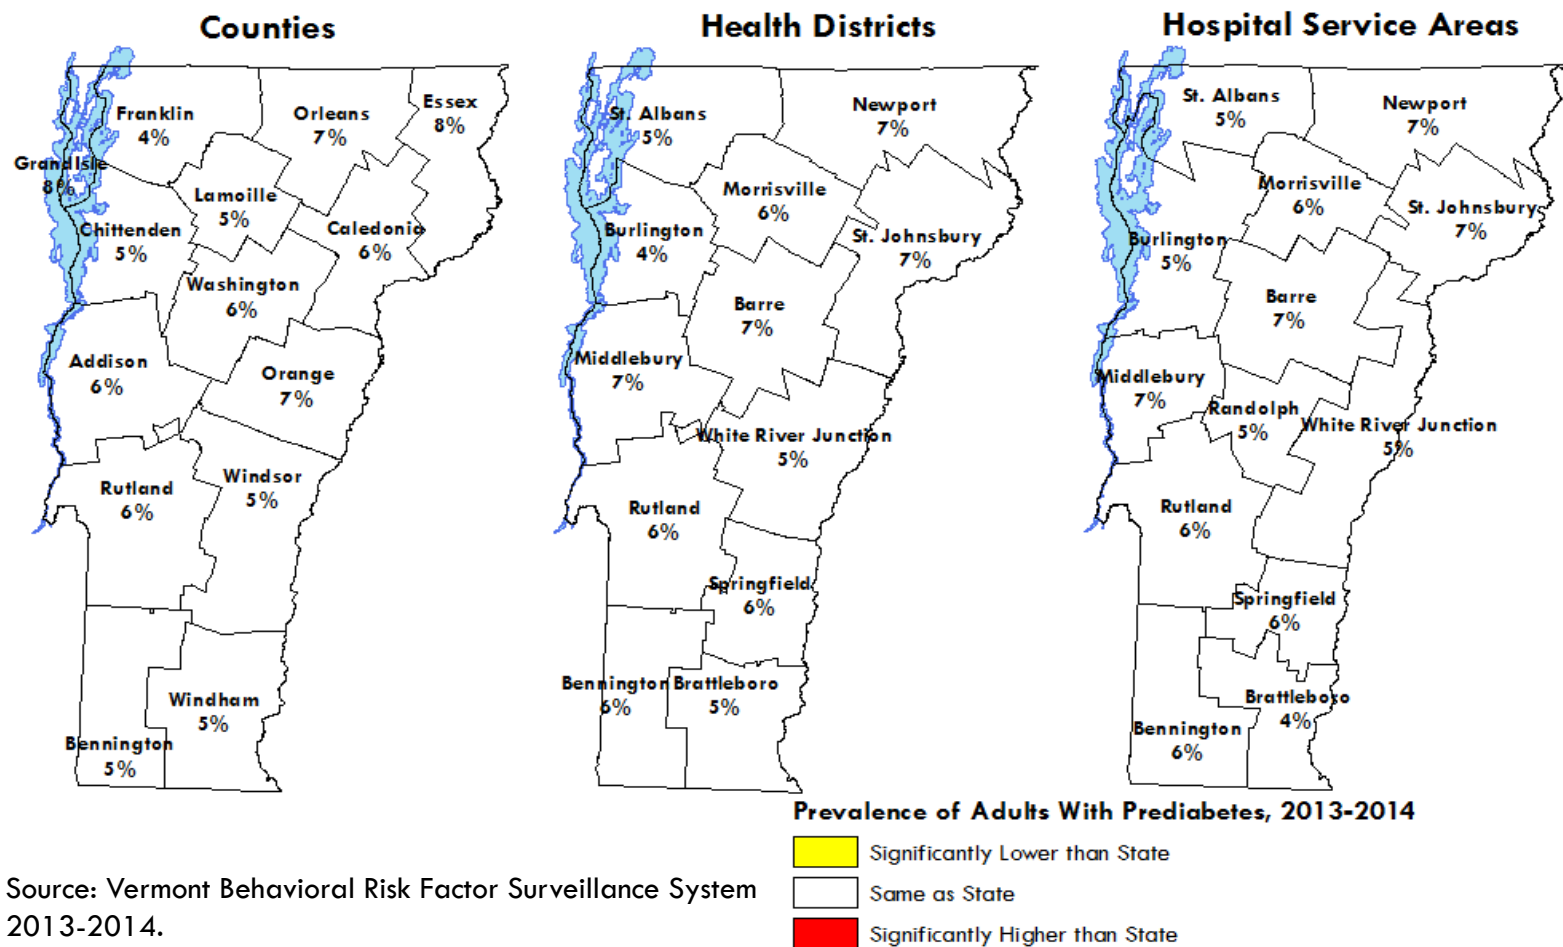 Counties
Franklin
4%
Orleans
7%
Essex
8%
Grand Isle
8%
Lamoille
5%
Chittenden
5%
Caledonia
6%
Washington
6%
Addison
6%
Orange
7%
Rutland
6%
Windsor
5%
Windham
5%
Bennington
5%
Health Districts
St. Albans
5%
Newport
7%
Morrisville
6%
Burlington
4%
St. Johnsbury
7%
Barre
7%
Middlebury
7%
White River Junction
5%
Rutland
6%
Springfield
6%
Bennington
6%
Brattleboro
5%
Hospital Service Areas
St. Albans
5%
Newport
7%
Morrisville
6%
St. Johnsbury
7%
Burlington
5%
Barre
7%
Middlebury
7%
Randolph
5%
White River Junction
5%
Rutland
6%
Springfield
6%
Brattleboro
4%
Bennington
6%
Prevalence of Adults With Prediabetes, 2013-2014
Significantly Lower than State
Same as State
Significantly Higher than State
Source: Vermont Behavioral Risk Factor Surveillance System
2013-2014.